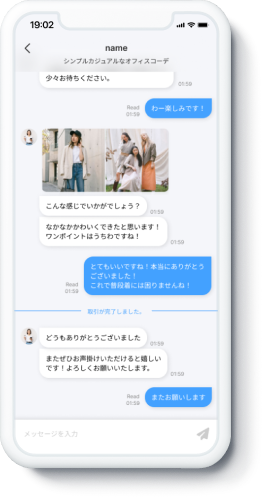 19:02
name
シンプルカジュアルなオフィスコーデ
少々お待ちください。
01:59
Read
01:59
わー楽しみです！
こんな感じでいかがでしょう？
01:59
なかなかかわいくできたと思います！
ワンポイントはうちわですね！
01:59
Read
01:59
とてもいいですね！本当にありがとう
ございました！
これで普段着には困りませんね！
取引が完了しました。
どうもありがとうございました
01:59
またぜひお声掛けいただけると嬉しい
です！よろしくお願いいたします。
01:59
Read
01:59
またお願いします
メッセージを入力